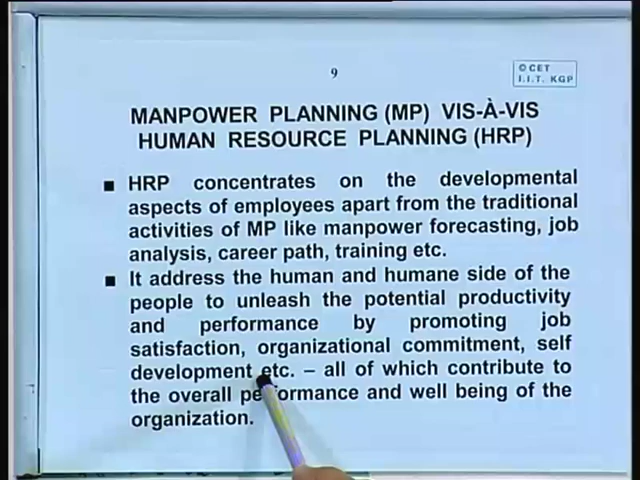 9
©CET
I.I.T. KGP
MANPOWER PLANNING (MP) VIS-À-VIS
HUMAN RESOURCE PLANNING (HRP)
■ HRP concentrates on the developmental
aspects of employees apart from the traditional
activities of MP like manpower forecasting, job
analysis, career path, training etc.
■ It address the human and humane side of the
people to unleash the potential productivity
and performance by promoting job
satisfaction, organizational commitment, self
development etc. – all of which contribute to
the overall performance and well being of the
organization.